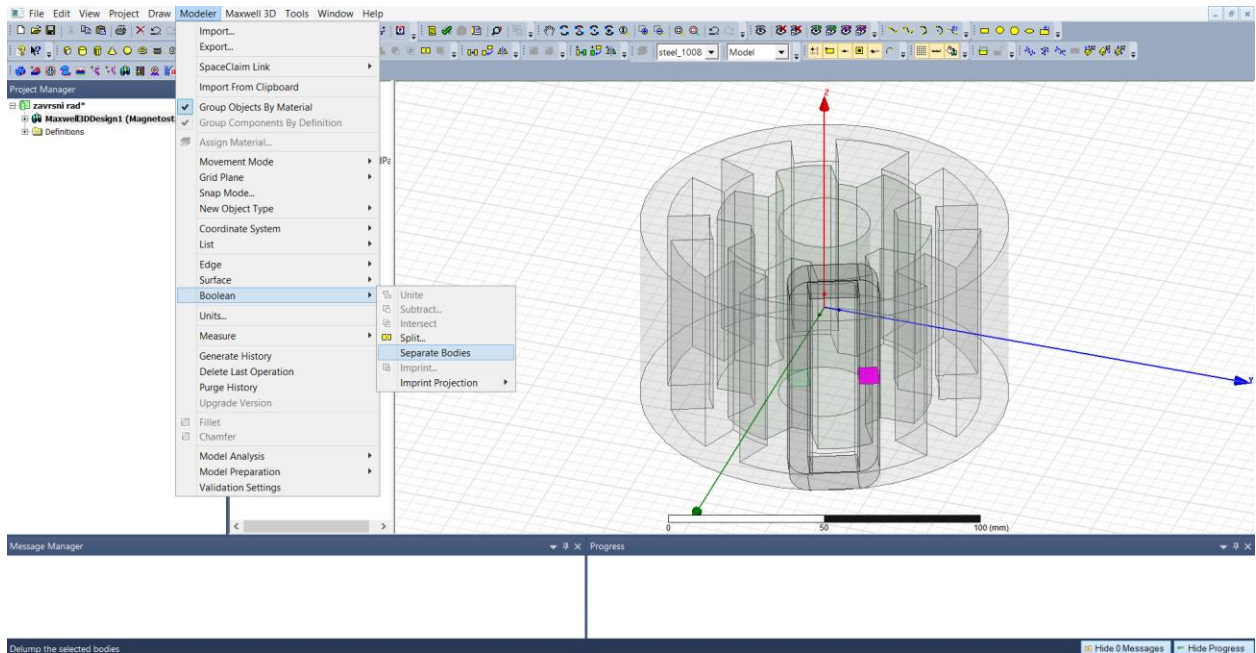 File Edit View Project Draw Modeler Maxwell 3D Tools Window Help
steel_1008 Model
Project Manager
zavrsni rad*
Maxwell3DDesign1 (Magnetost
Definitions
Import...
Export...
SpaceClaim Link
Import From Clipboard
Group Objects By Material
Group Components By Definition
Assign Material...
Movement Mode
Grid Plane
Snap Mode...
New Object Type
Coordinate System
List
Edge
Surface
Boolean
Units...
Measure
Generate History
Delete Last Operation
Purge History
Upgrade Version
Fillet
Chamfer
Model Analysis
Model Preparation
Validation Settings
Unite
Subtract...
Intersect
Split...
Separate Bodies
Imprint...
Imprint Projection
Z
Y
0 50 100 (mm)
Message Manager
Progress
Delump the selected bodies
Hide 0 Messages Hide Progress